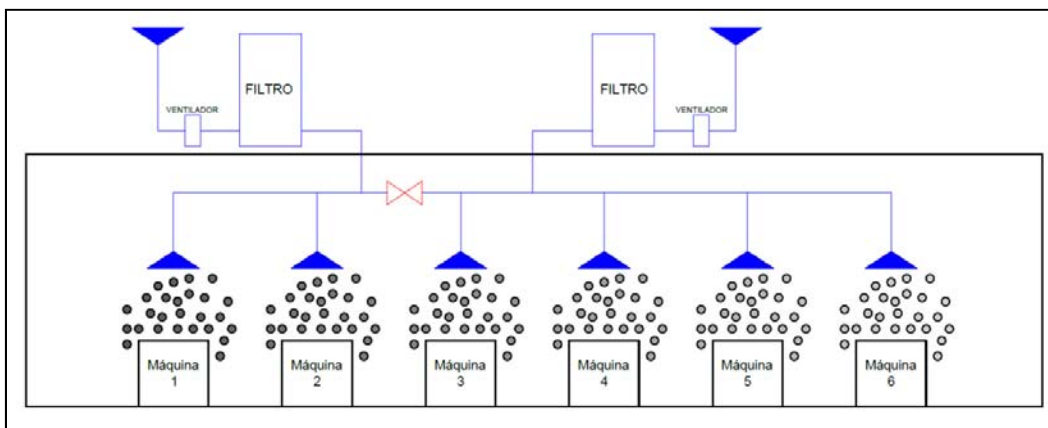 FILTRO
FILTRO
VENTILADOR
VENTILADOR
Máquina
1
Máquina
2
Máquina
3
Máquina
4
Máquina
5
Máquina
6